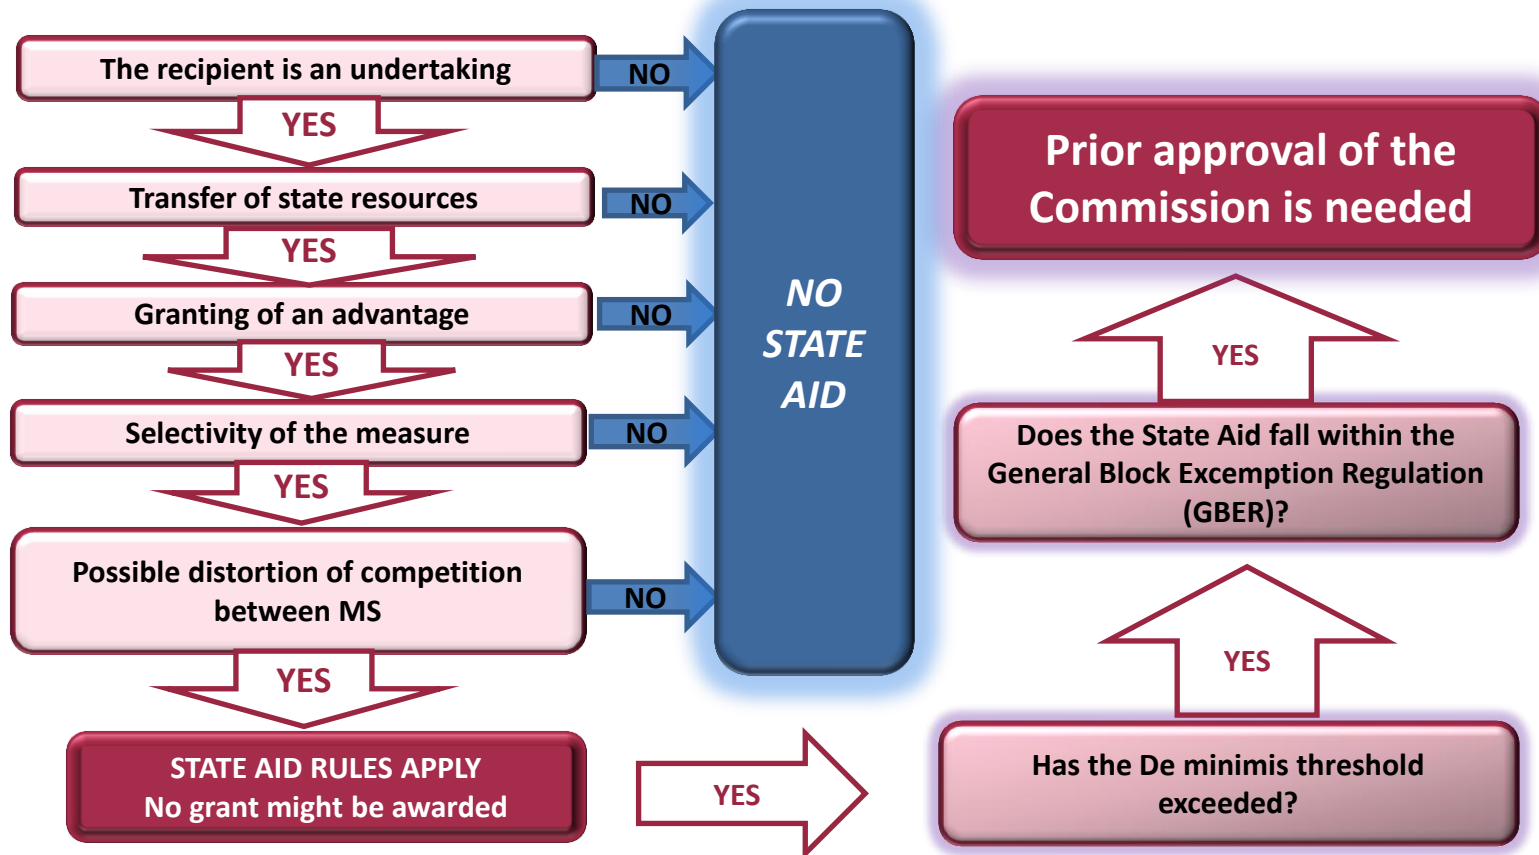 The recipient is an undertaking
NO
YES
Transfer of state resources
NO
YES
Granting of an advantage
NO
YES
Selectivity of the measure
NO
YES
Possible distortion of competition
between MS
NO
YES
STATE AID RULES APPLY
No grant might be awarded
YES
NO
STATE
AID
Prior approval of the
Commission is needed
YES
Does the State Aid fall within the
General Block Excemption Regulation
(GBER)?
YES
Has the De minimis threshold
exceeded?